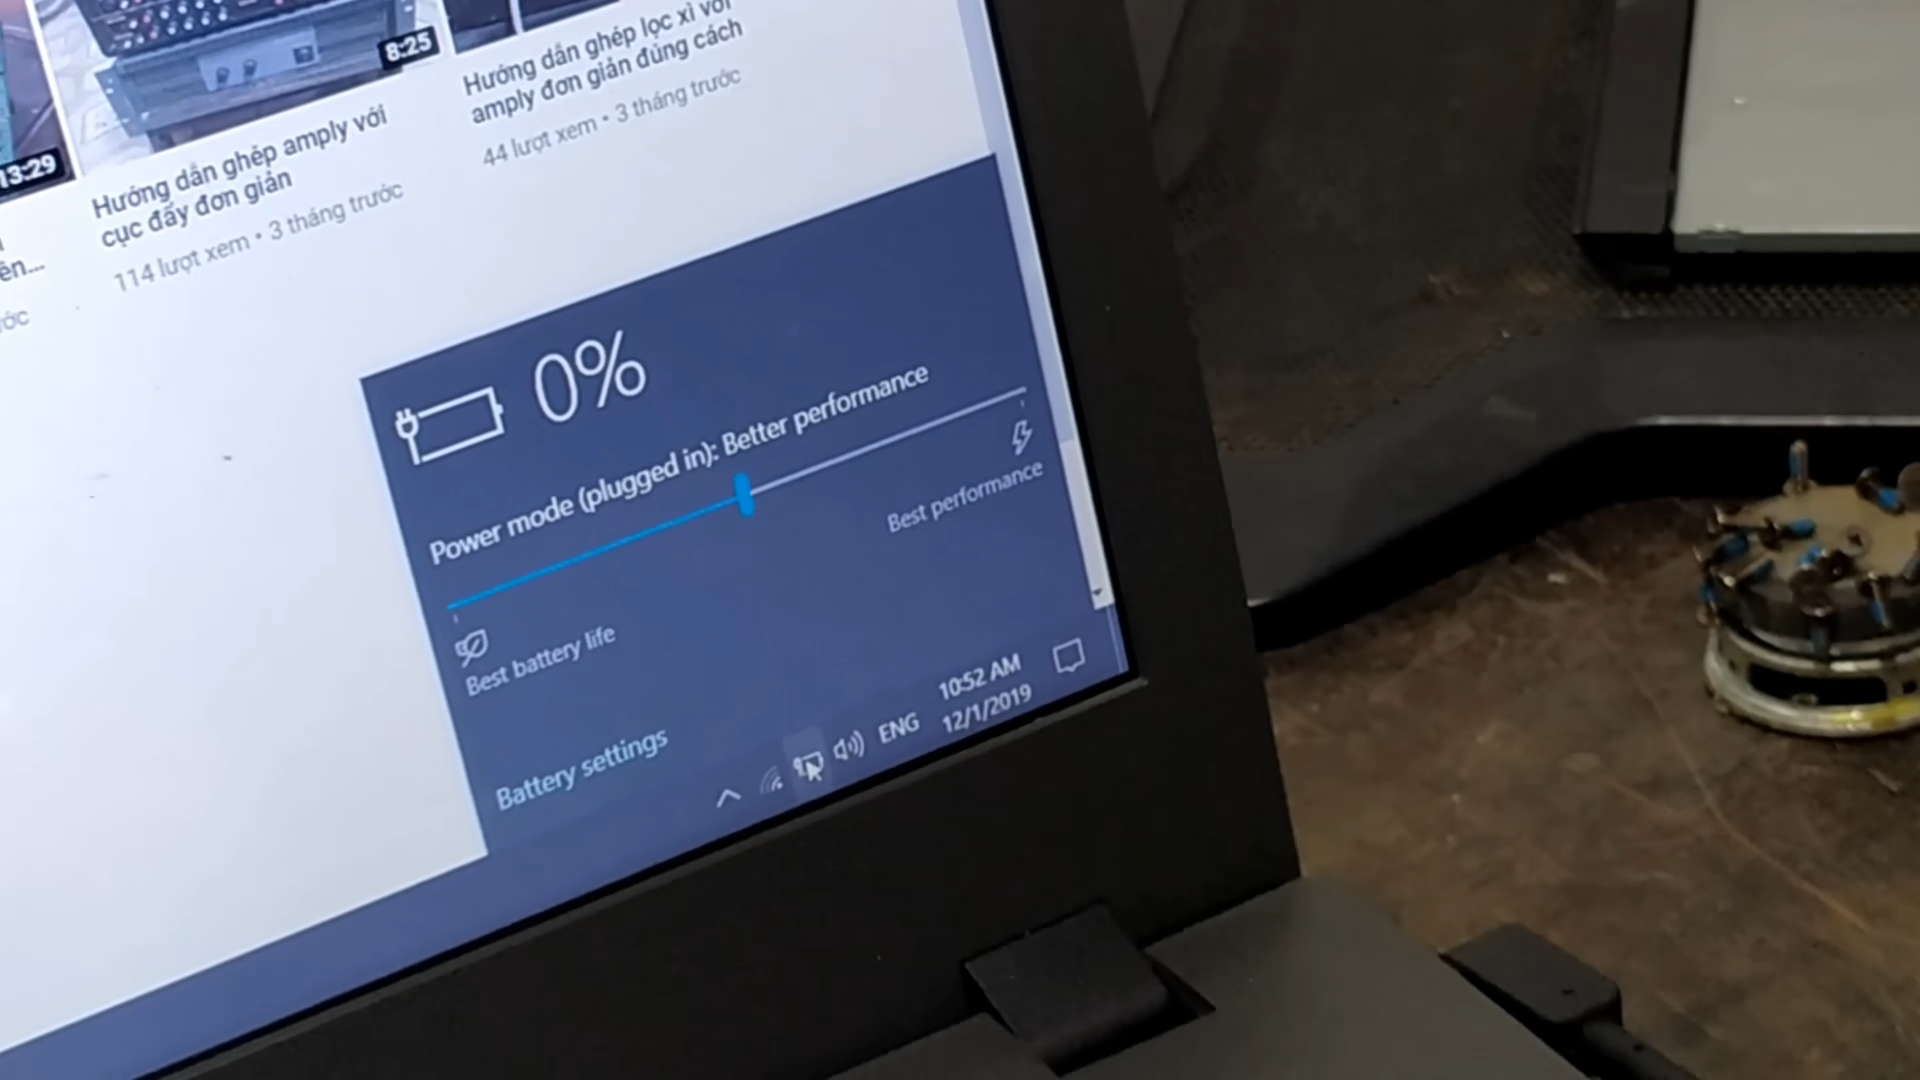 8:25
13:29
Hướng dẫn ghép amply với
cục đẩy đơn giản
114 lượt xem • 3 tháng trước
Hướng dẫn ghép lọc xì với
amply đơn giản đúng cách
44 lượt xem • 3 tháng trước
ên...
0%
Power mode (plugged in): Better performance
Best performance
Best battery life
Battery settings
ENG
10:52 AM
12/1/2019